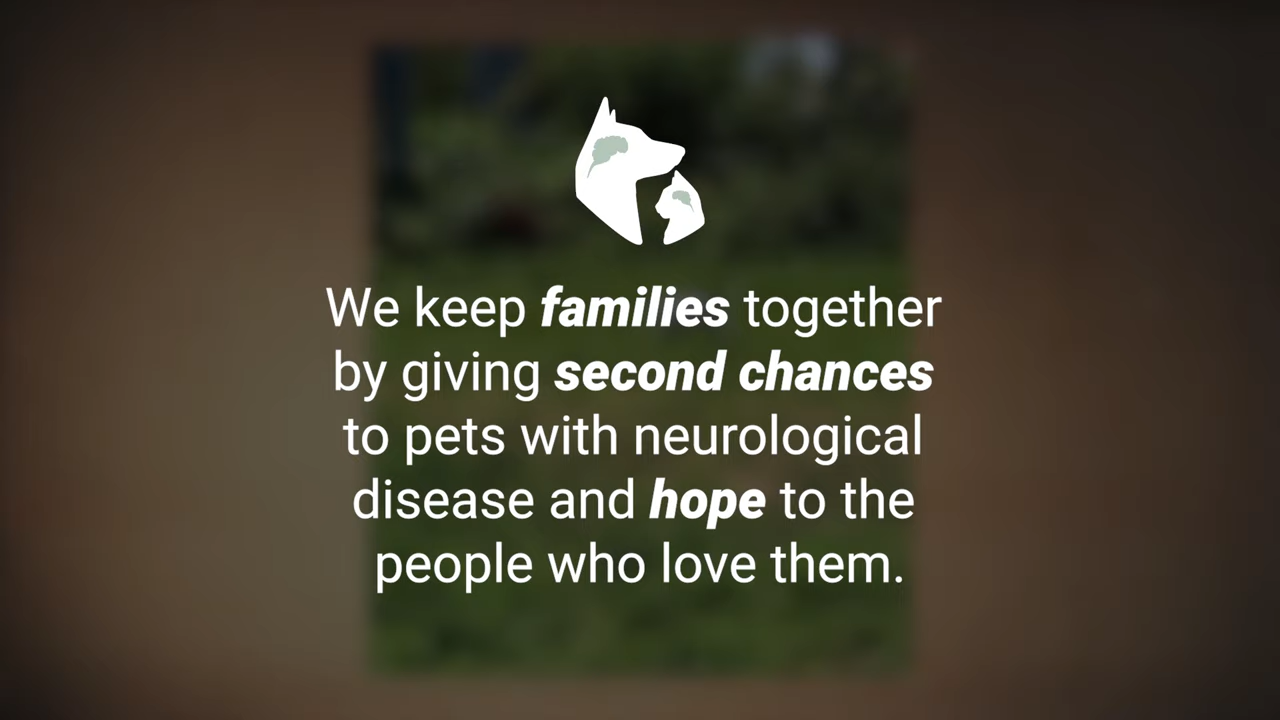 We keep families together
by giving second chances
to pets with neurological
disease and hope to the
people who love them.